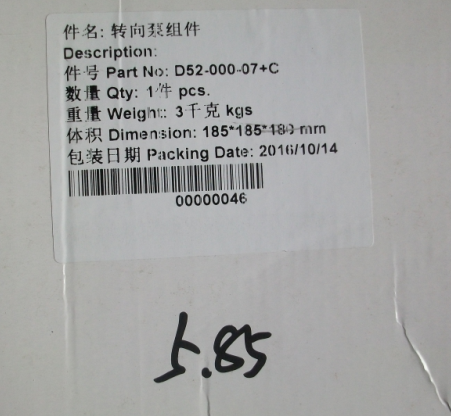 件名: 转向泵组件
Description:
件号 Part No: D52-000-07+C
数量 Qty: 1件 pcs.
重量 Weight:: 3千克 kgs
体积 Dimension: 185*185*180 mm
包装日期 Packing Date: 2016/10/14
00000046
5.85